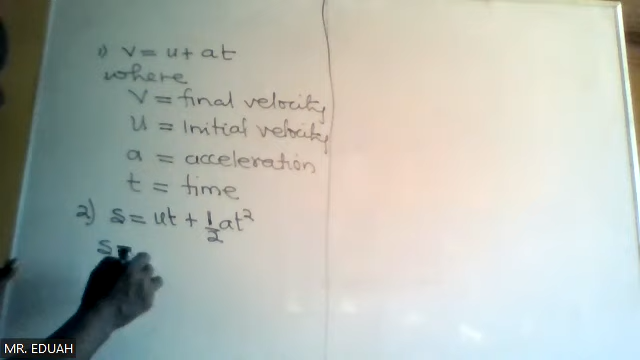 1) v = u + at
where
V = final velocity
U = Initial velocity
a = acceleration
t = time
2) s = ut + 1/2 at²
s =
MR. EDUAH